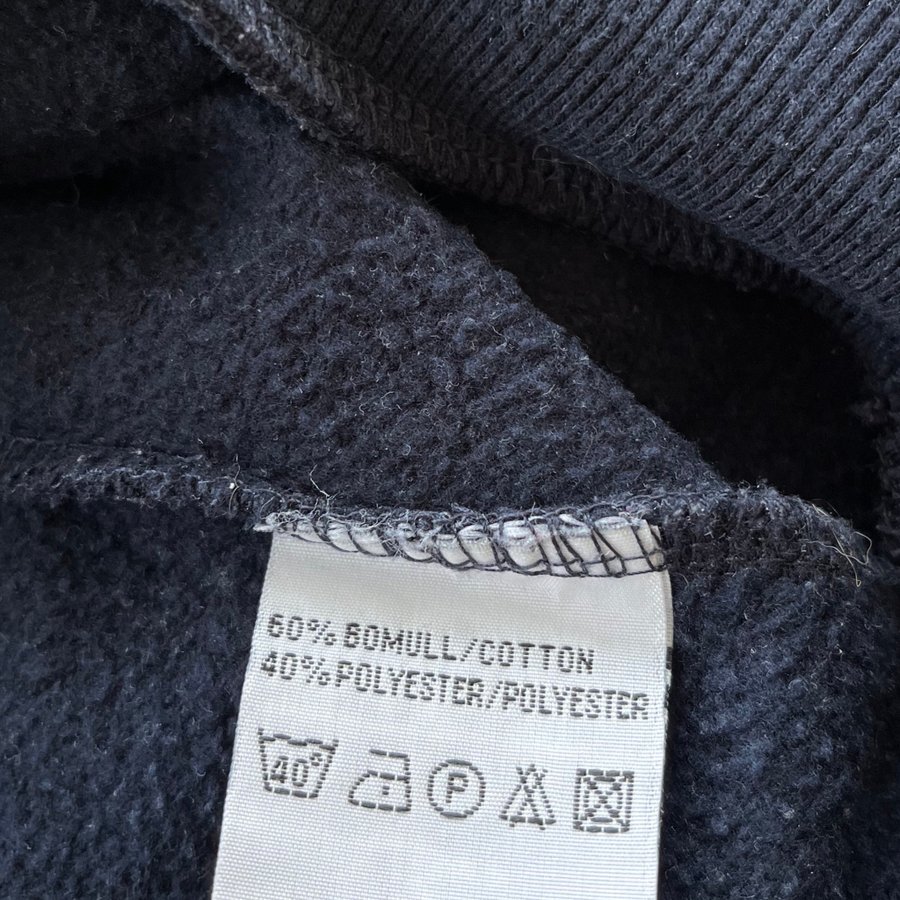 60% BOMULL/COTTON
40% POLYESTER/POLYESTER
40° P